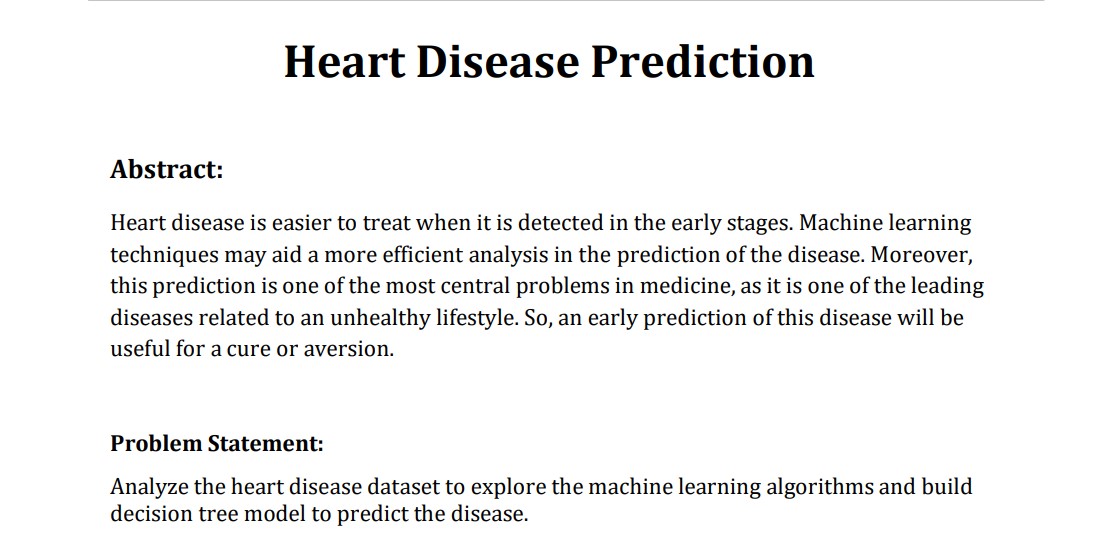 Heart Disease Prediction
Abstract:
Heart disease is easier to treat when it is detected in the early stages. Machine learning
techniques may aid a more efficient analysis in the prediction of the disease. Moreover,
this prediction is one of the most central problems in medicine, as it is one of the leading
diseases related to an unhealthy lifestyle. So, an early prediction of this disease will be
useful for a cure or aversion.
Problem Statement:
Analyze the heart disease dataset to explore the machine learning algorithms and build
decision tree model to predict the disease.